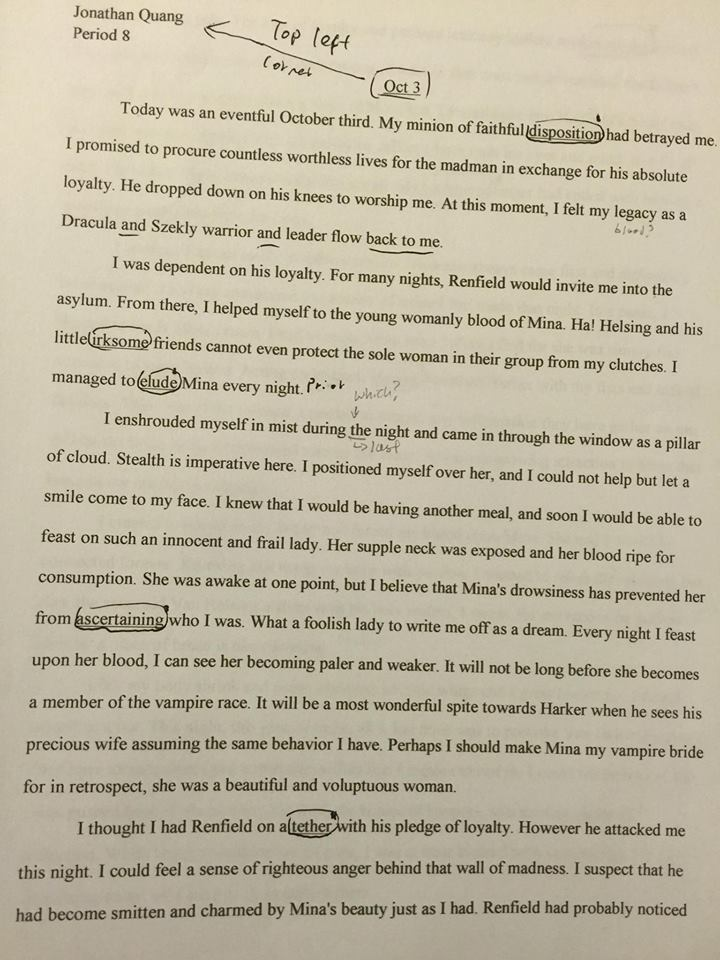 Jonathan Quang
Period 8
Top left
corner
Oct 3
Today was an eventful October third. My minion of faithful disposition had betrayed me.
I promised to procure countless worthless lives for the madman in exchange for his absolute
loyalty. He dropped down on his knees to worship me. At this moment, I felt my legacy as a
blood?
Dracula and Szekly warrior and leader flow back to me.
I was dependent on his loyalty. For many nights, Renfield would invite me into the
asylum. From there, I helped myself to the young womanly blood of Mina. Ha! Helsing and his
little irksome friends cannot even protect the sole woman in their group from my clutches. I
managed to elude Mina every night. Prior
which?
I enshrouded myself in mist during the night and came in through the window as a pillar
last
of cloud. Stealth is imperative here. I positioned myself over her, and I could not help but let a
smile come to my face. I knew that I would be having another meal, and soon I would be able to
feast on such an innocent and frail lady. Her supple neck was exposed and her blood ripe for
consumption. She was awake at one point, but I believe that Mina's drowsiness has prevented her
from ascertaining who I was. What a foolish lady to write me off as a dream. Every night I feast
upon her blood, I can see her becoming paler and weaker. It will not be long before she becomes
a member of the vampire race. It will be a most wonderful spite towards Harker when he sees his
precious wife assuming the same behavior I have. Perhaps I should make Mina my vampire bride
for in retrospect, she was a beautiful and voluptuous woman.
I thought I had Renfield on a tether with his pledge of loyalty. However he attacked me
this night. I could feel a sense of righteous anger behind that wall of madness. I suspect that he
had become smitten and charmed by Mina's beauty just as I had. Renfield had probably noticed